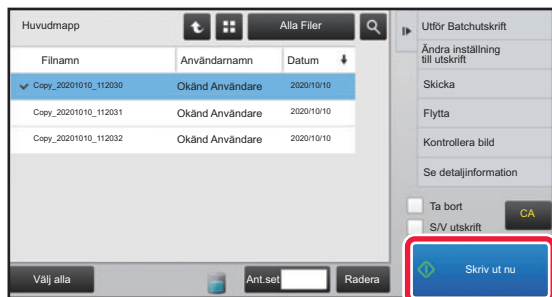 Huvudmapp
Alla Filer
Filnamn
Användarnamn
Datum
Copy_20201010_112030
Okänd Användare
2020/10/10
Copy_20201010_112031
Okänd Användare
2020/10/10
Copy_20201010_112032
Okänd Användare
2020/10/10
Välj alla
Ant.set
Radera
Utför Batchutskrift
Ändra inställning
till utskrift
Skicka
Flytta
Kontrollera bild
Se detaljinformation
Ta bort
S/V utskrift
CA
Skriv ut nu